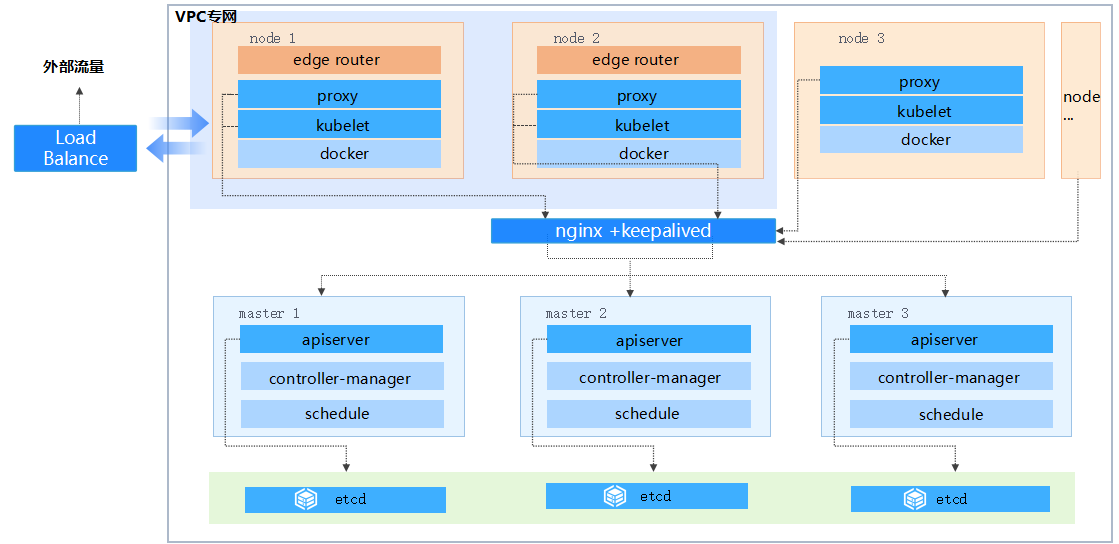 VPC专网
外部流量
Load
Balance
node 1
edge router
proxy
kubelet
docker
node 2
edge router
proxy
kubelet
docker
node 3
proxy
kubelet
docker
node
...
nginx +keepalived
master 1
apiserver
controller-manager
schedule
master 2
apiserver
controller-manager
schedule
master 3
apiserver
controller-manager
schedule
etcd
etcd
etcd